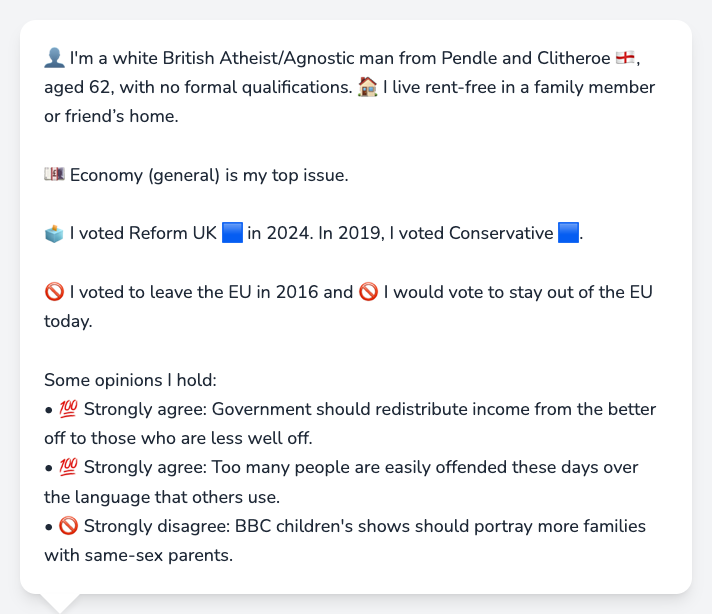 👤 I'm a white British Atheist/Agnostic man from Pendle and Clitheroe 🏴󠁧󠁢󠁥󠁮󠁧󠁿,
aged 62, with no formal qualifications. 🏠 I live rent-free in a family member
or friend’s home.
💷 Economy (general) is my top issue.
🗳️ I voted Reform UK 🟦 in 2024. In 2019, I voted Conservative 🟦.
🚫 I voted to leave the EU in 2016 and 🚫 I would vote to stay out of the EU
today.
Some opinions I hold:
• 💯 Strongly agree: Government should redistribute income from the better
off to those who are less well off.
• 💯 Strongly agree: Too many people are easily offended these days over
the language that others use.
• 🚫 Strongly disagree: BBC children's shows should portray more families
with same-sex parents.